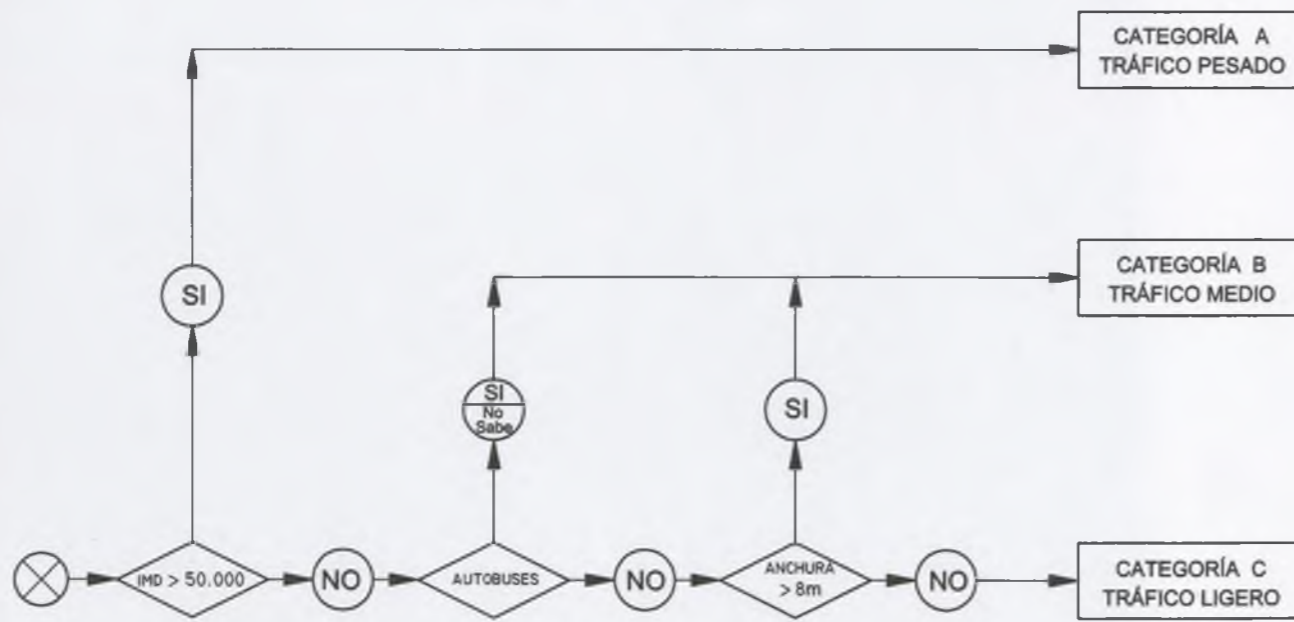 CATEGORÍA A
TRÁFICO PESADO
SI
CATEGORÍA B
TRÁFICO MEDIO
SI
No
Sabe
SI
IMD > 50.000
NO
AUTOBUSES
NO
ANCHURA
> 8m
NO
CATEGORÍA C
TRÁFICO LIGERO